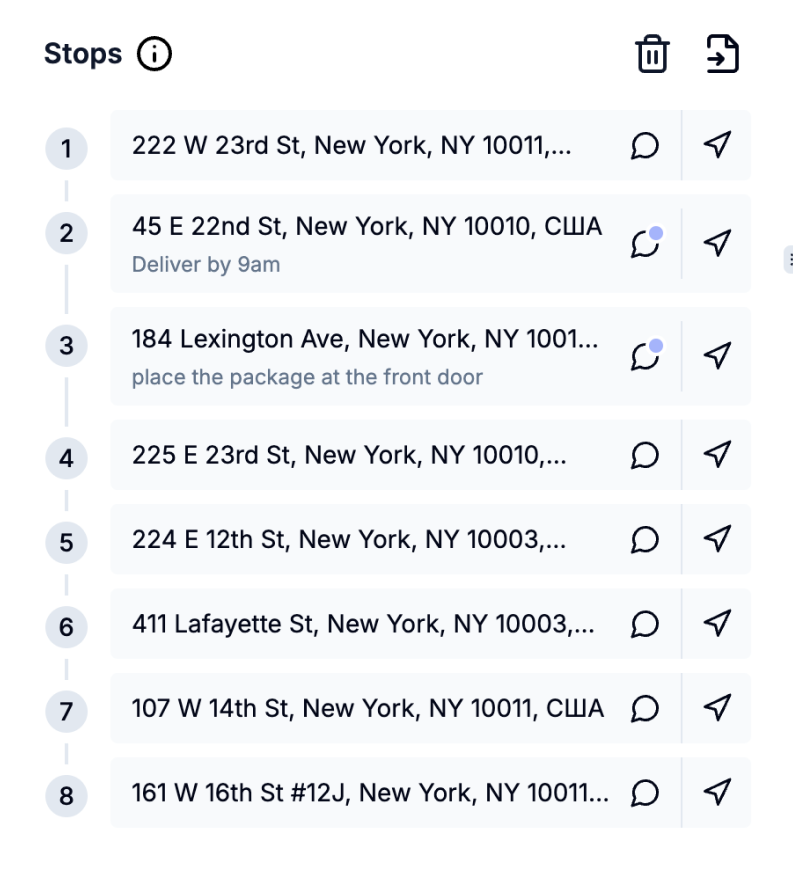 Stops
1
222 W 23rd St, New York, NY 10011,...
2
45 E 22nd St, New York, NY 10010, США
Deliver by 9am
3
184 Lexington Ave, New York, NY 1001...
place the package at the front door
4
225 E 23rd St, New York, NY 10010,...
5
224 E 12th St, New York, NY 10003,...
6
411 Lafayette St, New York, NY 10003,...
7
107 W 14th St, New York, NY 10011, США
8
161 W 16th St #12J, New York, NY 10011...